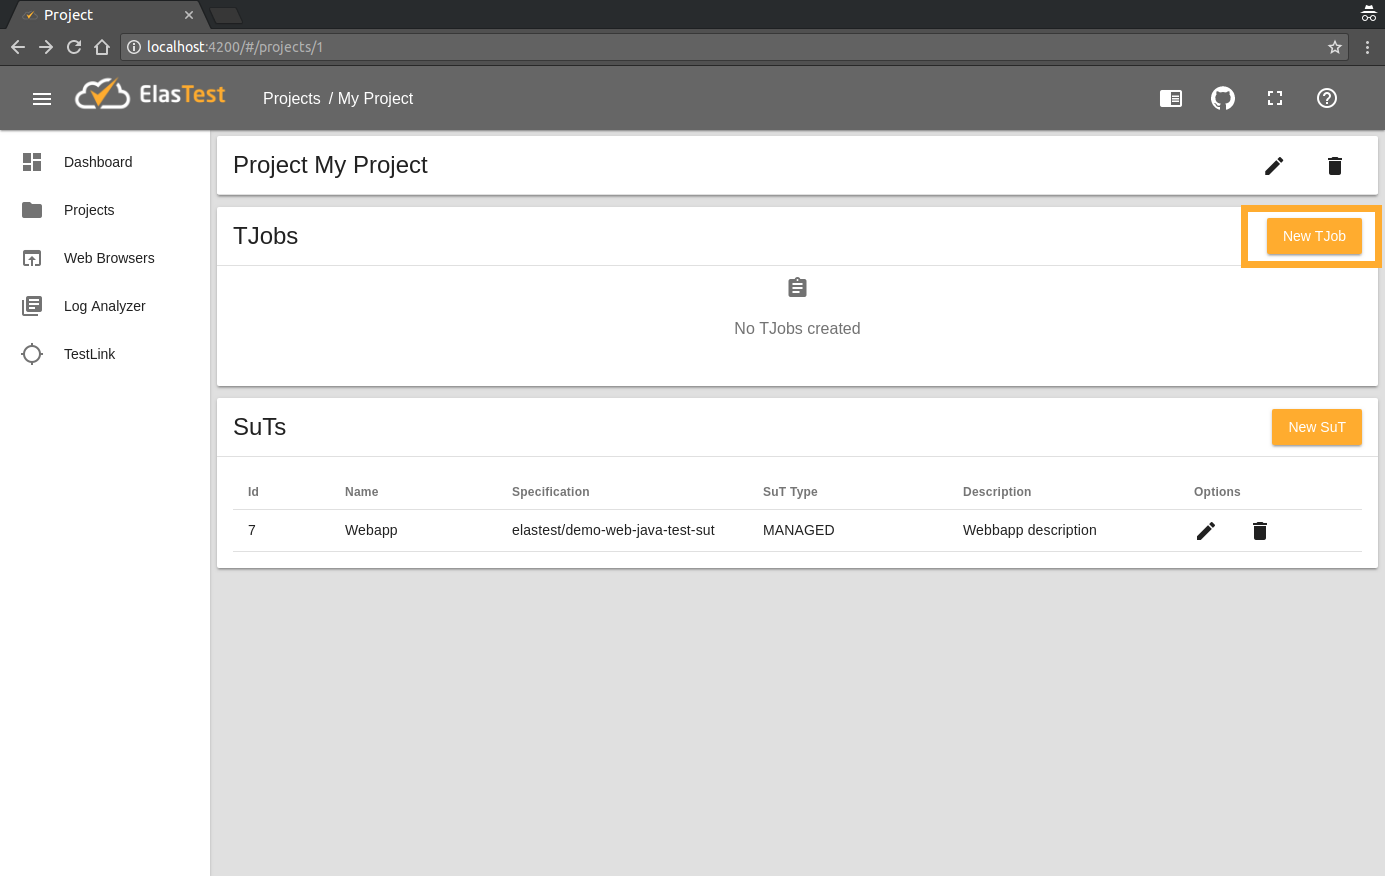 Project
localhost:4200/#/projects/1
ElasTest
Projects / My Project
Dashboard
Projects
Web Browsers
Log Analyzer
TestLink
Project My Project
TJobs
New TJob
No TJobs created
SuTs
New SuT
Id Name Specification SuT Type Description Options
7 Webapp elastest/demo-web-java-test-sut MANAGED Webbapp description